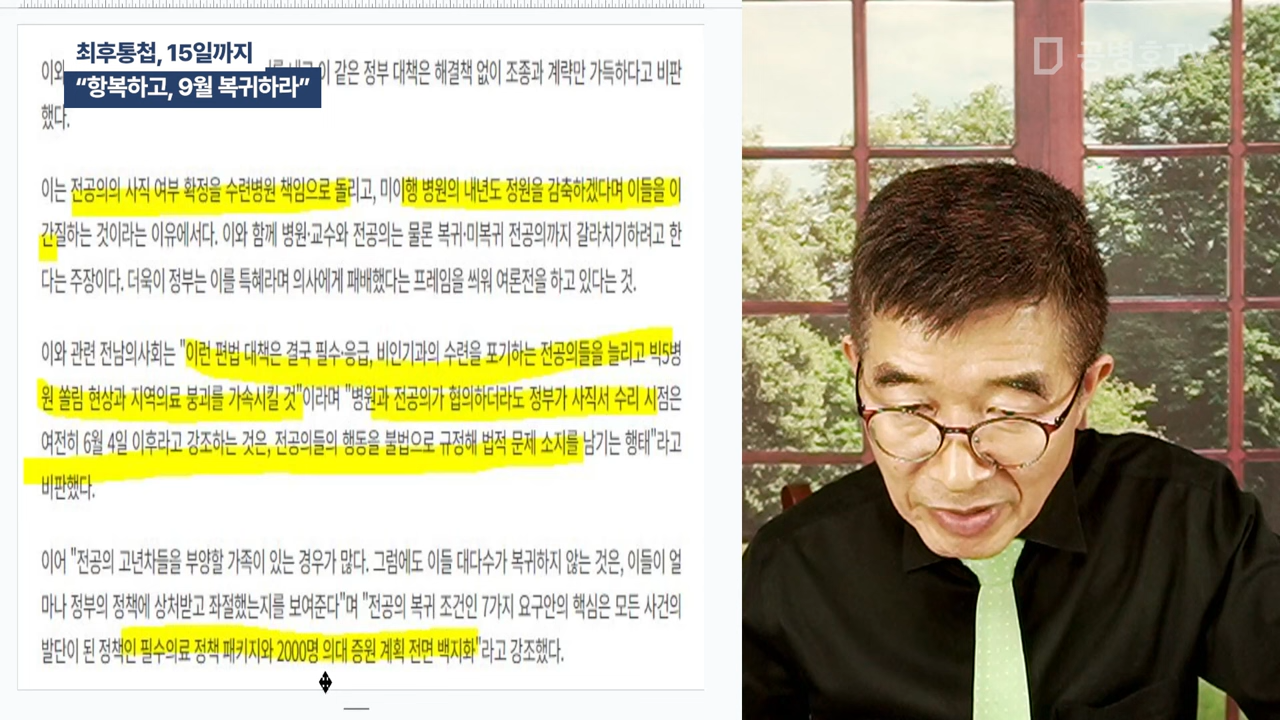 최후통첩, 15일까지
“항복하고, 9월 복귀하라”
이와 이 같은 정부 대책은 해결책 없이 조종과 계략만 가득하다고 비판
했다.
이는 전공의의 사직 여부 확정을 수련병원 책임으로 돌리고, 미이행 병원의 내년도 정원을 감축하겠다며 이들을 이
간질하는 것이라는 이유에서다. 이와 함께 병원·교수와 전공의는 물론 복귀·미복귀 전공의까지 갈라치기하려고 한
다는 주장이다. 더욱이 정부는 이를 특혜라며 의사에게 패배했다는 프레임을 씌워 여론전을 하고 있다는 것.
이와 관련 전남의사회는 "이런 편법 대책은 결국 필수·응급, 비인기과의 수련을 포기하는 전공의들을 늘리고 빅5병
원 쏠림 현상과 지역의료 붕괴를 가속시킬 것"이라며 "병원과 전공의가 협의하더라도 정부가 사직서 수리 시점은
여전히 6월 4일 이후라고 강조하는 것은, 전공의들의 행동을 불법으로 규정해 법적 문제 소지를 남기는 행태"라고
비판했다.
이어 "전공의 고년차들을 부양할 가족이 있는 경우가 많다. 그럼에도 이들 대다수가 복귀하지 않는 것은, 이들이 얼
마나 정부의 정책에 상처받고 좌절했는지를 보여준다"며 "전공의 복귀 조건인 7가지 요구안의 핵심은 모든 사건의
발단이 된 정책인 필수의료 정책 패키지와 2000명 의대 증원 계획 전면 백지화"라고 강조했다.